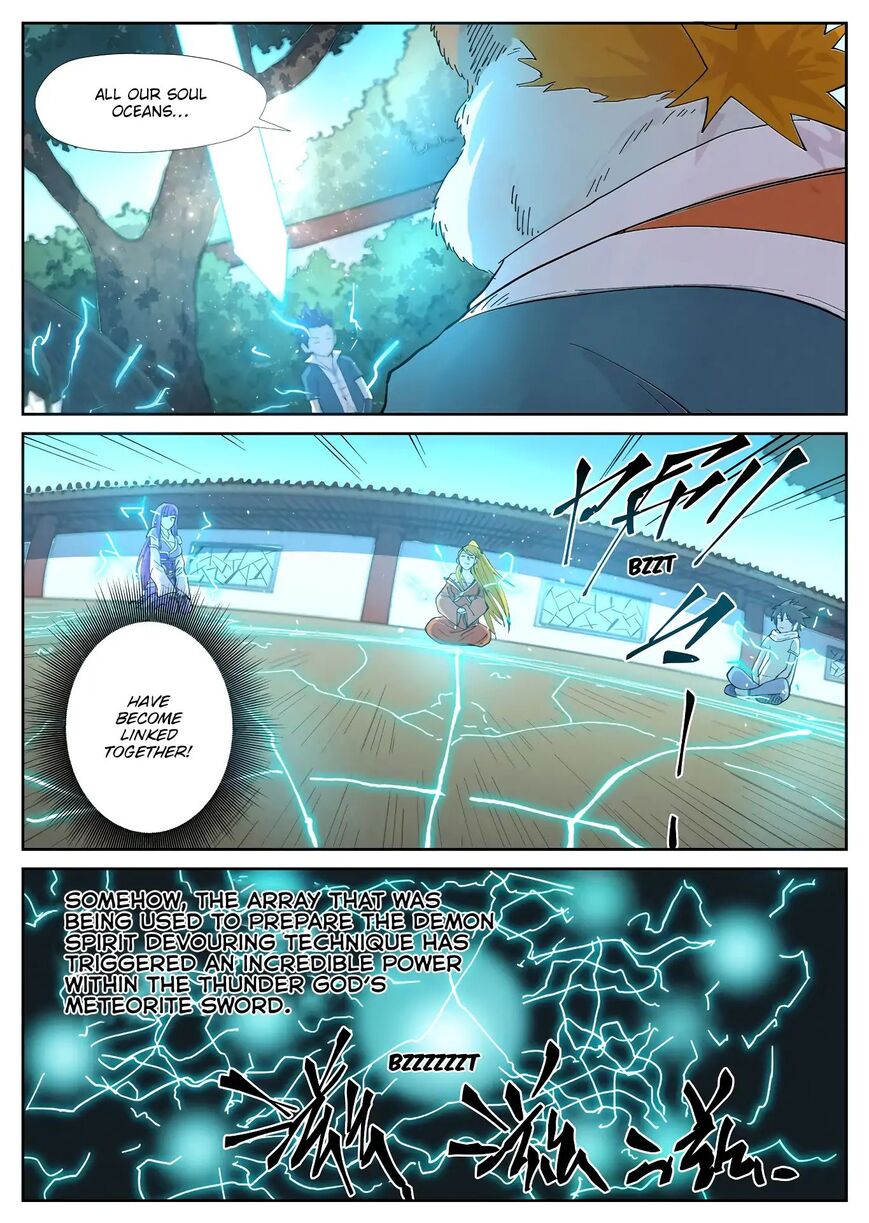 ALL OUR SOUL
OCEANS...
BZZT
HAVE
BECOME
LINKED
TOGETHER!
SOMEHOW, THE ARRAY THAT WAS
BEING USED TO PREPARE THE DEMON
SPIRIT DEVOURING TECHNIQUE HAS
TRIGGERED AN INCREDIBLE POWER
WITHIN THE THUNDER GOD'S
METEORITE SWORD.
BZZZZZZT